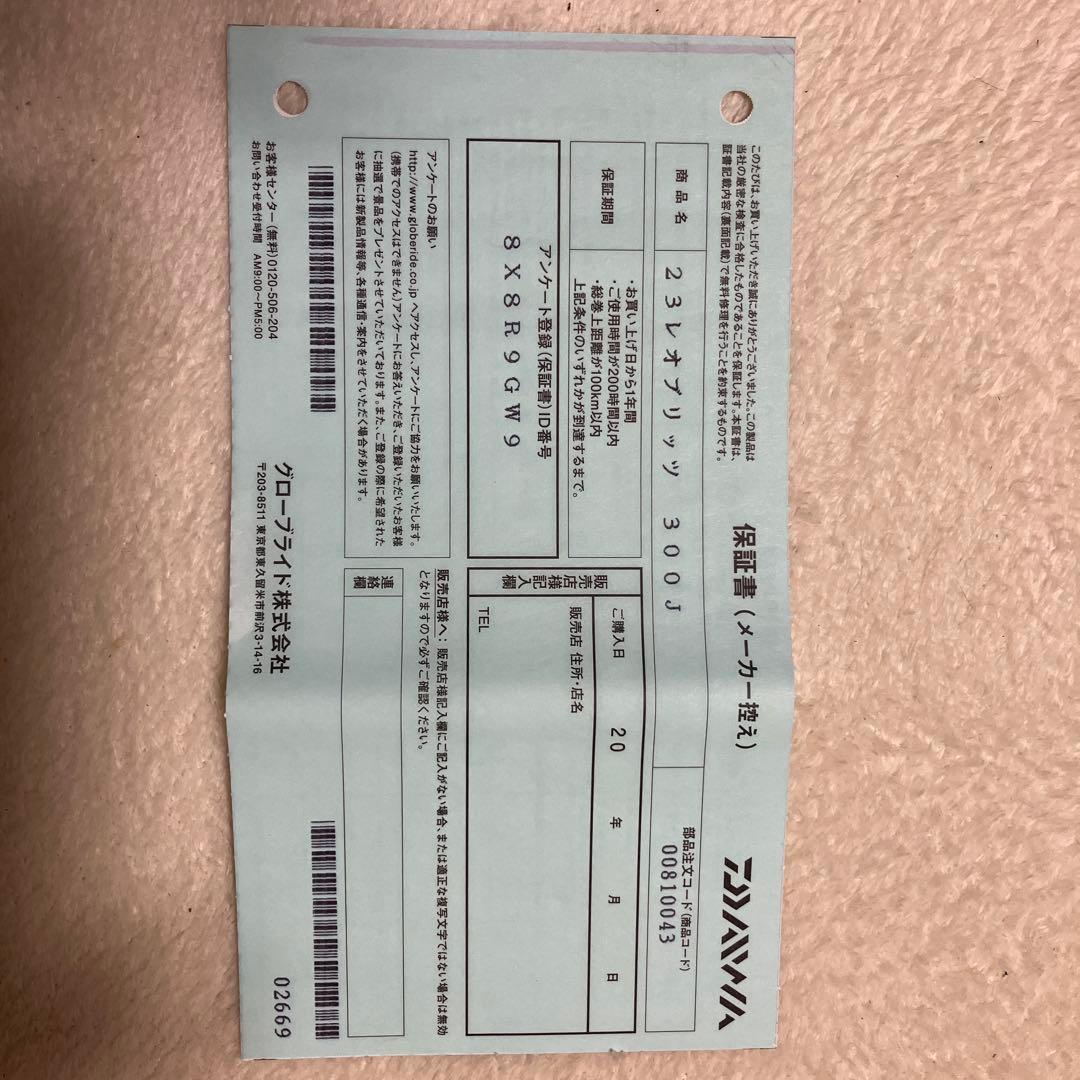 保証書(メーカー控え)
DAIWA
このたびは、お買い上げいただき誠にありがとうございました。この製品は
当社の厳密な検査に合格したものであることを保証します。本証書は、
証書記載内容(裏面記載)で無料修理を行うことを約束するものです。
商品名
23レオブリッツ 300J
部品注文コード(商品コード)
00810043
保証期間
・お買い上げ日から1年間
・ご使用時間が200時間以内
・総巻上距離が100km以内
上記条件のいずれかが到達するまで。
アンケート登録(保証書)ID番号
8X8R9GW9
販売店様記入欄
ご購入日 20 年 月 日
販売店 住所・店名
TEL
アンケートのお願い
http://www.globeride.co.jp へアクセスし、アンケートにご協力をお願いいたします。
(携帯でのアクセスはできません)アンケートにお答えいただき、ご登録いただいたお客様
に抽選で景品をプレゼントさせていただいております。また、ご登録の際に希望された
お客様には新製品情報等、各種通信・案内をさせていただく場合があります。
販売店様へ:販売店様記入欄にご記入がない場合、または適正な複写文字ではない場合は無効
となりますので必ずご確認ください。
連絡欄
お客様センター(無料)0120-506-204
お問い合わせ受付時間 AM9:00〜PM5:00
グローブライド株式会社
〒203-8511 東京都東久留米市前沢3-14-16
02669